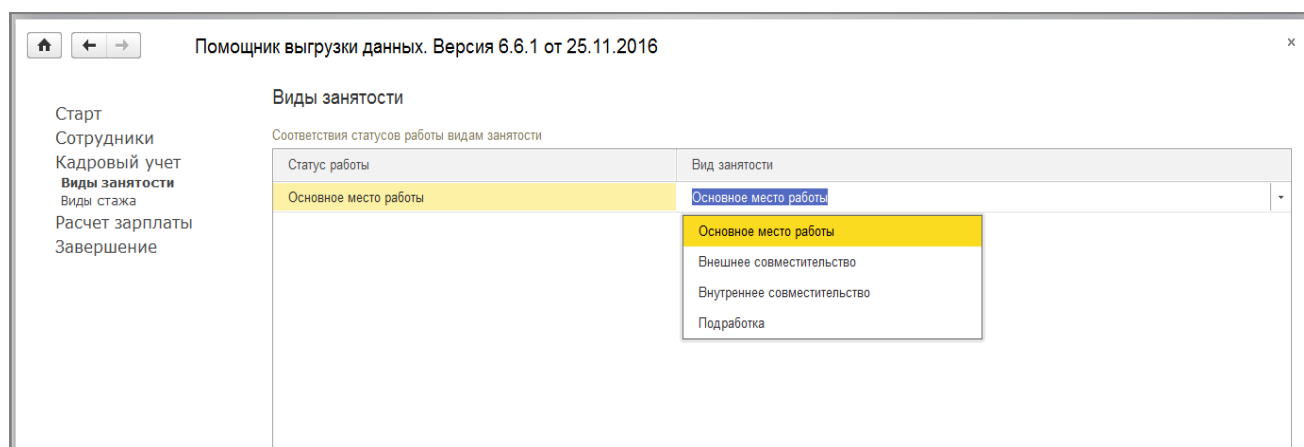 Помощник выгрузки данных. Версия 6.6.1 от 25.11.2016
Старт
Сотрудники
Кадровый учет
Виды занятости
Виды стажа
Расчет зарплаты
Завершение
Виды занятости
Соответствия статусов работы видам занятости
Статус работы
Вид занятости
Основное место работы
Основное место работы
Основное место работы
Внешнее совместительство
Внутреннее совместительство
Подработка